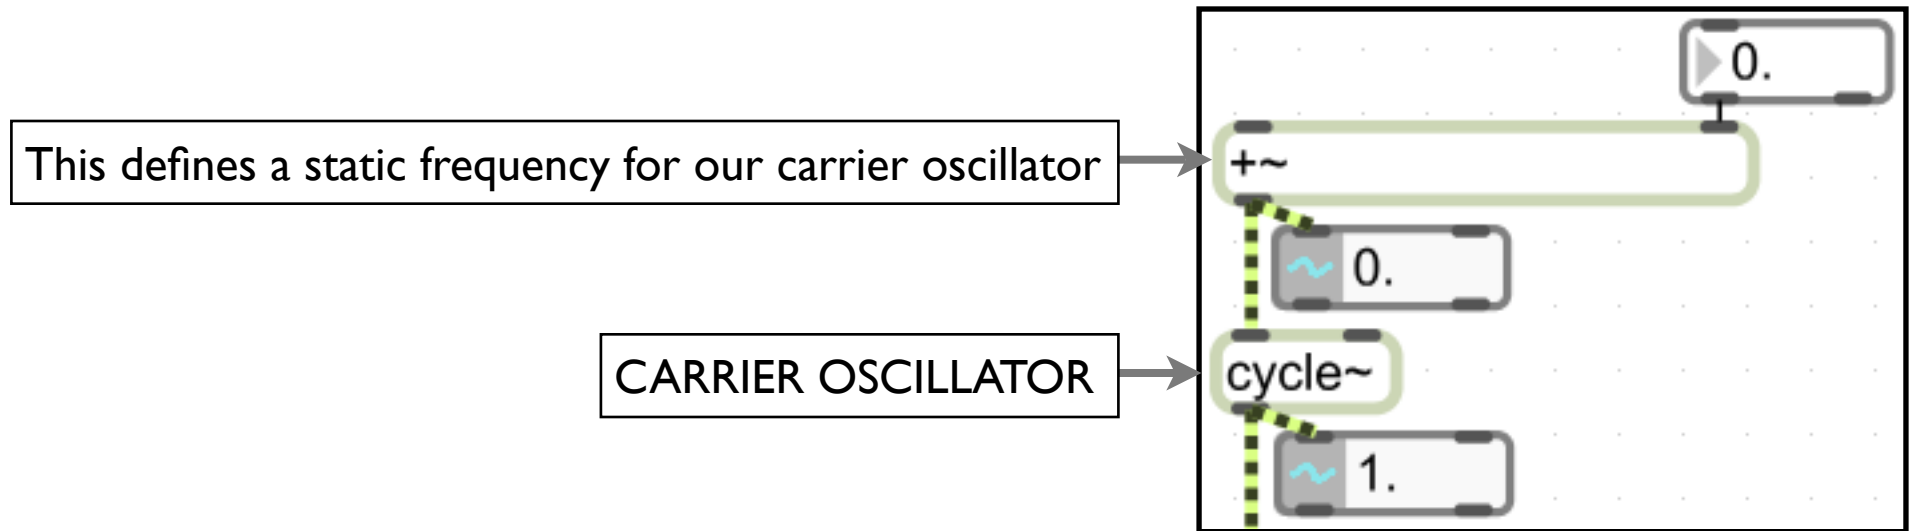 0.
This defines a static frequency for our carrier oscillator
+~
~ 0.
CARRIER OSCILLATOR
cycle~
~ 1.